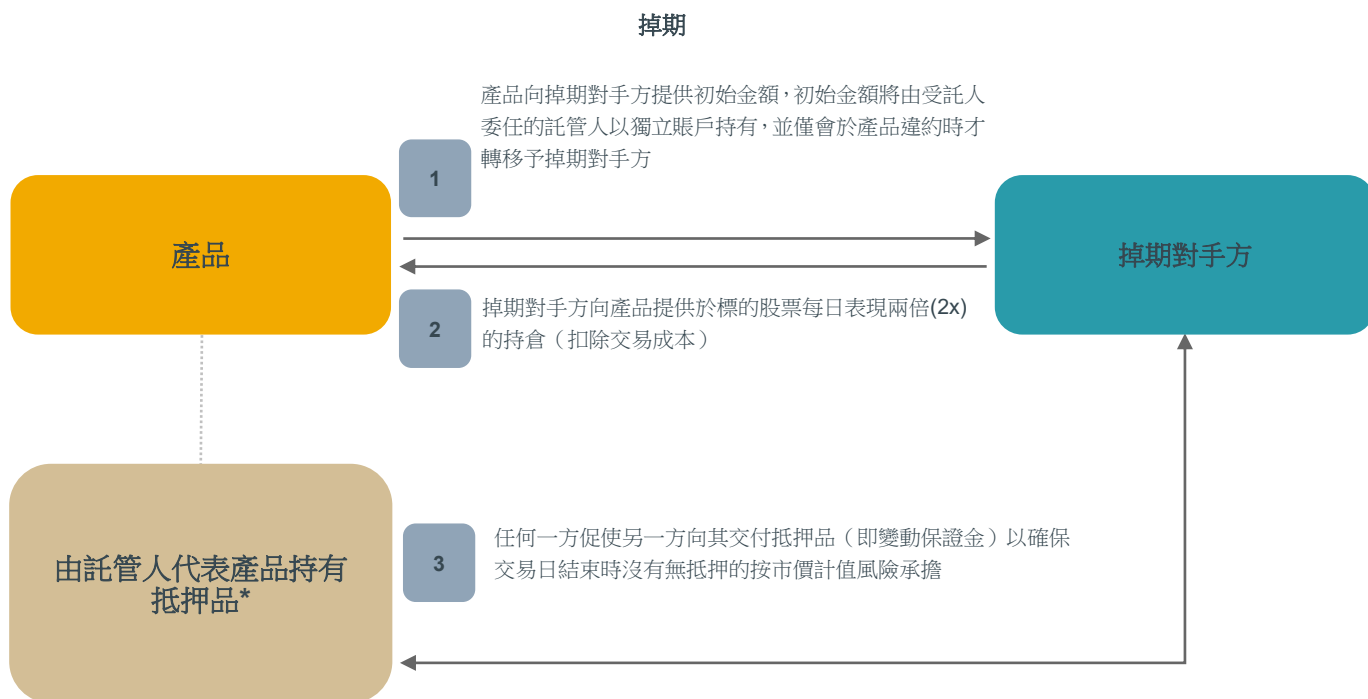 掉期
產品向掉期對手方提供初始金額，初始金額將由受託人
委任的託管人以獨立賬戶持有，並僅會於產品違約時才
轉移予掉期對手方
1
產品
掉期對手方
2
掉期對手方向產品提供於標的股票每日表現兩倍(2x)
的持倉（扣除交易成本）
由託管人代表產品持有
抵押品*
3
任何一方促使另一方向其交付抵押品（即變動保證金）以確保
交易日結束時沒有無抵押的按市價計值風險承擔